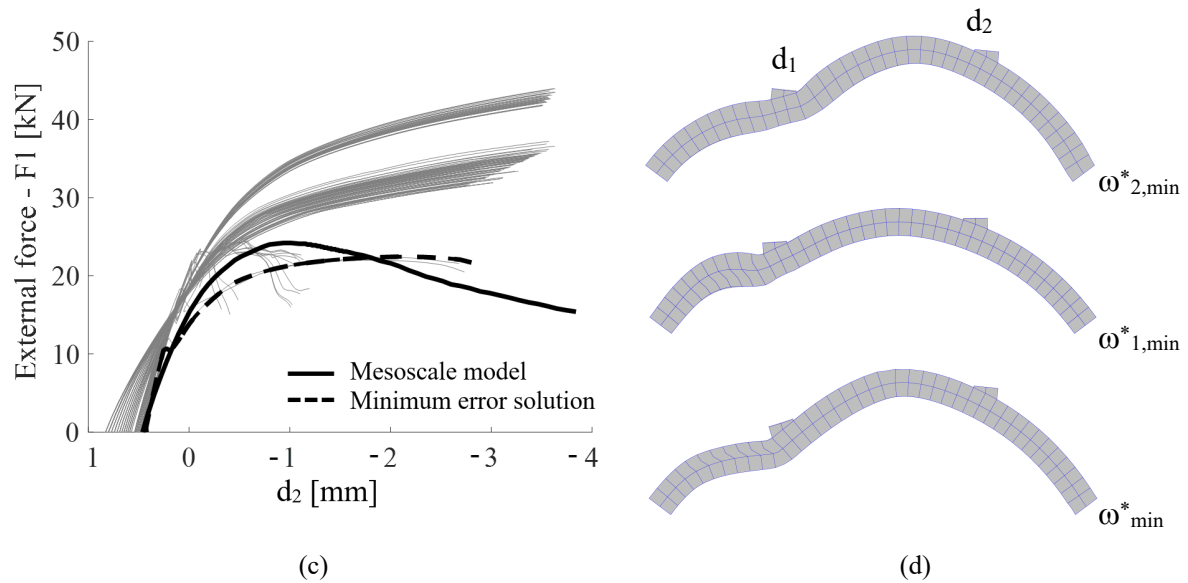 50
40
30
20
10
0
External force - F1 [kN]
1 0 -1 -2 -3 -4
d2 [mm]
Mesoscale model
Minimum error solution
(c)
d1
d2
ω*2,min
ω*1,min
ω*min
(d)